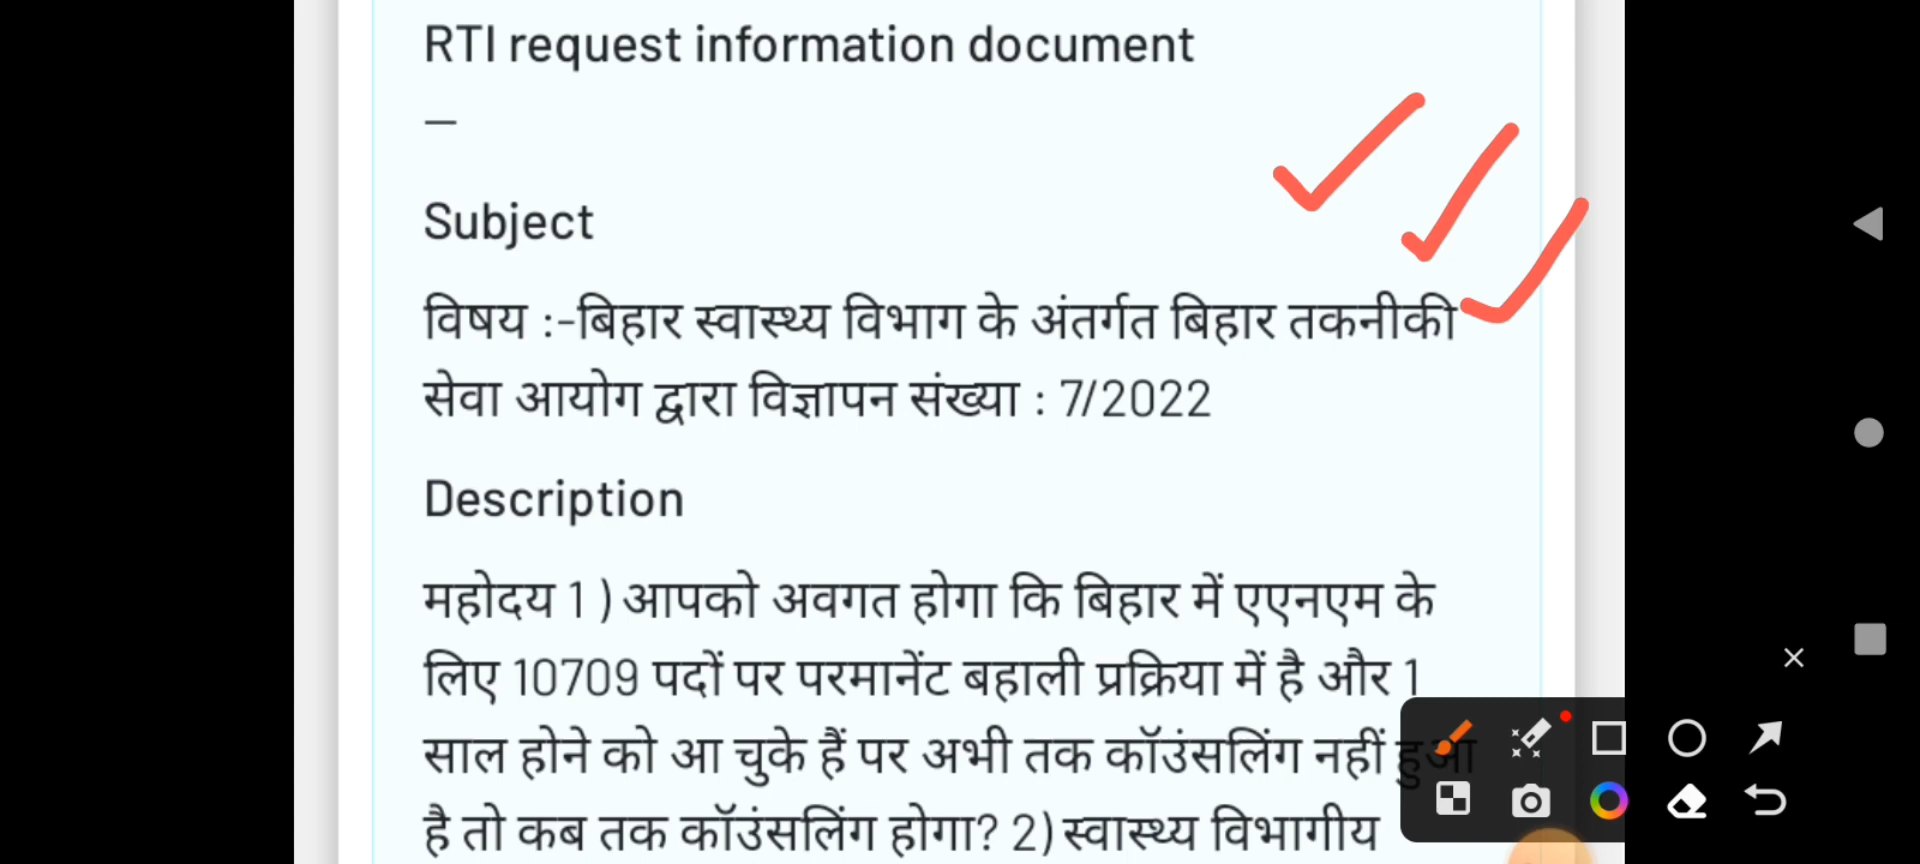 RTI request information document
—
Subject
विषय :-बिहार स्वास्थ्य विभाग के अंतर्गत बिहार तकनीकी
सेवा आयोग द्वारा विज्ञापन संख्या : 7/2022
Description
महोदय 1 ) आपको अवगत होगा कि बिहार में एएनएम के
लिए 10709 पदों पर परमानेंट बहाली प्रक्रिया में है और 1
साल होने को आ चुके हैं पर अभी तक कॉउंसलिंग नहीं हुआ
है तो कब तक कॉउंसलिंग होगा? 2) स्वास्थ्य विभागीय